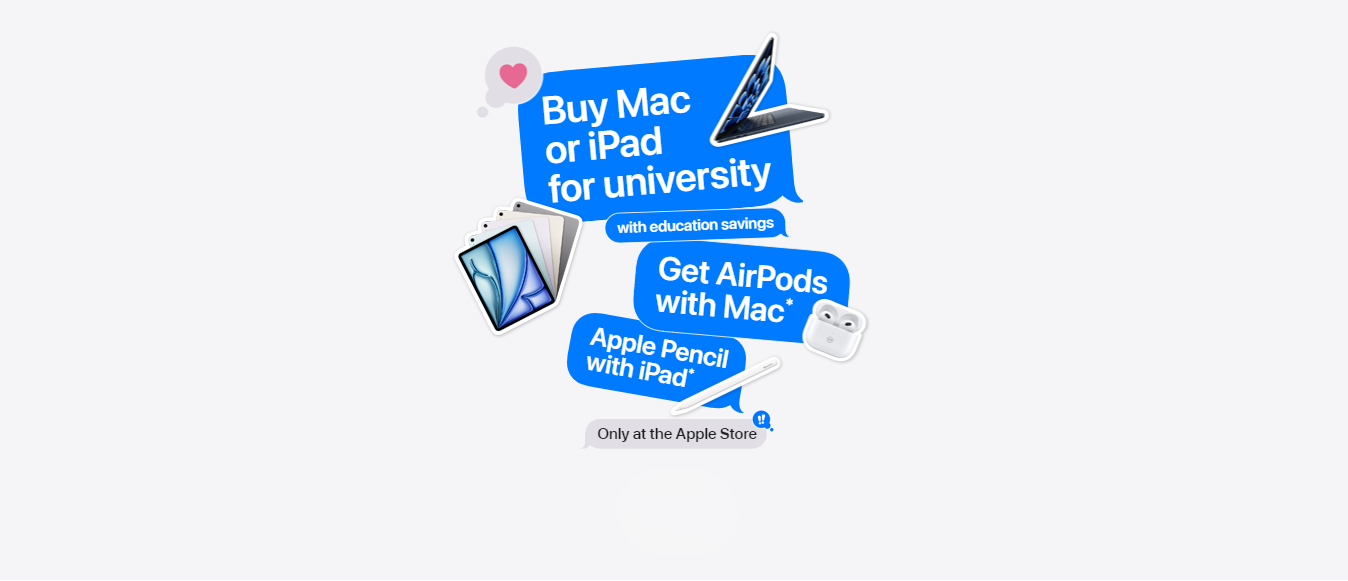 Buy Mac
or iPad
for university
with education savings
Get AirPods
with Mac*
Apple Pencil
with iPad*
!!
Only at the Apple Store